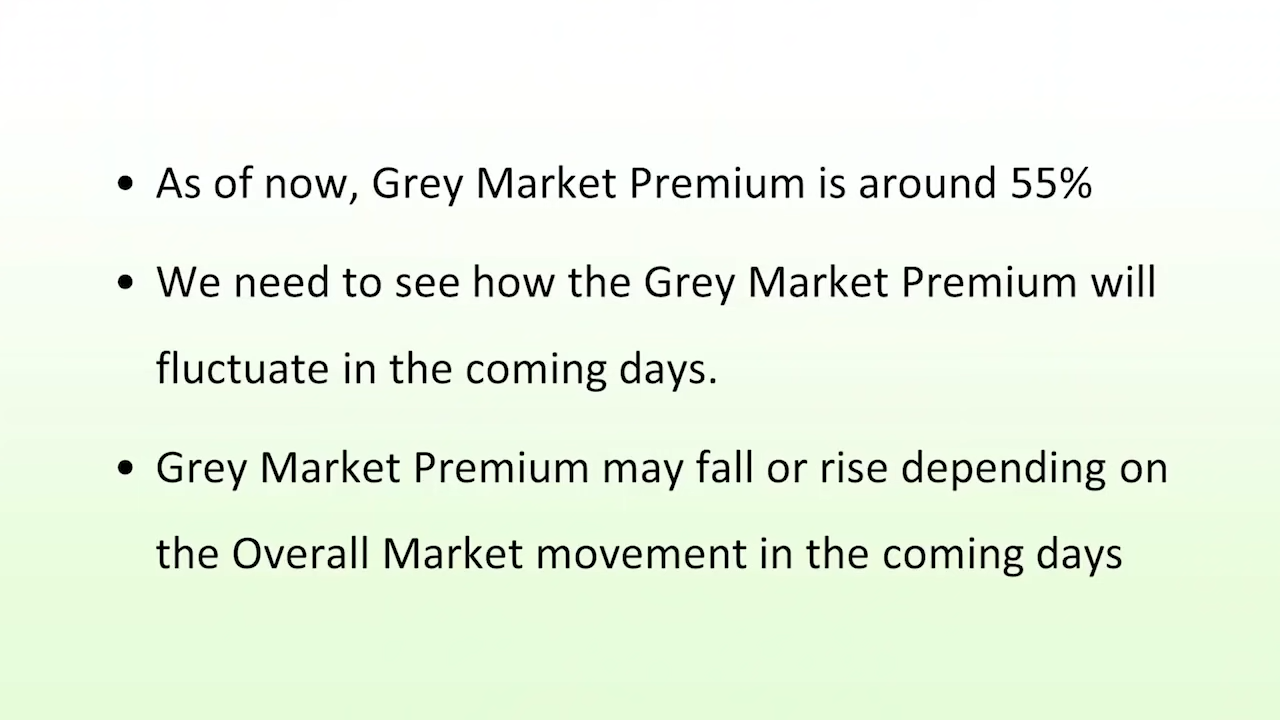 • As of now, Grey Market Premium is around 55%
• We need to see how the Grey Market Premium will
fluctuate in the coming days.
• Grey Market Premium may fall or rise depending on
the Overall Market movement in the coming days